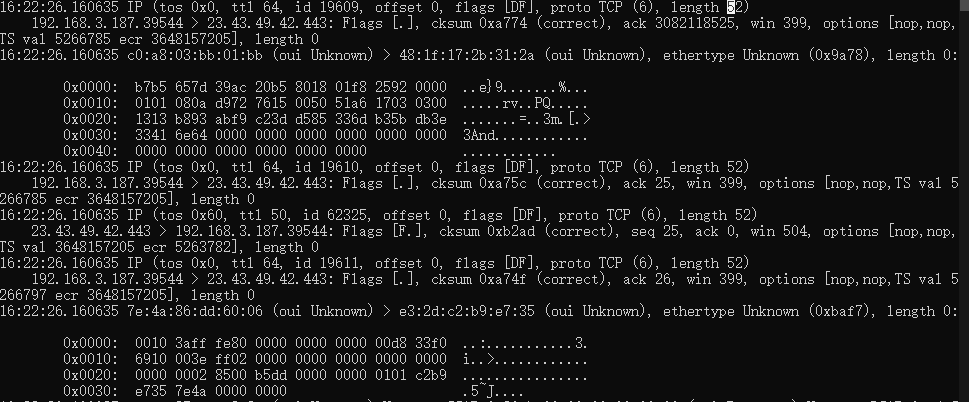 16:22:26.160635 IP (tos 0x0, ttl 64, id 19609, offset 0, flags [DF], proto TCP (6), length 52)
192.168.3.187.39544 > 23.43.49.42.443: Flags [.], cksum 0xa774 (correct), ack 3082118525, win 399, options [nop,nop,
TS val 5266785 ecr 3648157205], length 0
16:22:26.160635 c0:a8:03:bb:01:bb (oui Unknown) > 48:1f:17:2b:31:2a (oui Unknown), ethertype Unknown (0x9a78), length 0:
0x0000:  b7b5 657d 39ac 20b5 8018 01f8 2592 0000  ..e}9.......%...
0x0010:  0101 080a d972 7615 0050 51a6 1703 0300  .....rv..PQ.....
0x0020:  1313 b893 abf9 c23d d585 336d b35b db3e  .......=..3m.[.>
0x0030:  3341 6e64 0000 0000 0000 0000 0000 0000  3And............
0x0040:  0000 0000 0000 0000 0000 0000  ............
16:22:26.160635 IP (tos 0x0, ttl 64, id 19610, offset 0, flags [DF], proto TCP (6), length 52)
192.168.3.187.39544 > 23.43.49.42.443: Flags [.], cksum 0xa75c (correct), ack 25, win 399, options [nop,nop,TS val 5
266785 ecr 3648157205], length 0
16:22:26.160635 IP (tos 0x60, ttl 50, id 62325, offset 0, flags [DF], proto TCP (6), length 52)
23.43.49.42.443 > 192.168.3.187.39544: Flags [F.], cksum 0xb2ad (correct), seq 25, ack 0, win 504, options [nop,nop,
TS val 3648157205 ecr 5263782], length 0
16:22:26.160635 IP (tos 0x0, ttl 64, id 19611, offset 0, flags [DF], proto TCP (6), length 52)
192.168.3.187.39544 > 23.43.49.42.443: Flags [.], cksum 0xa74f (correct), ack 26, win 399, options [nop,nop,TS val 5
266797 ecr 3648157205], length 0
16:22:26.160635 7e:4a:86:dd:60:06 (oui Unknown) > e3:2d:c2:b9:e7:35 (oui Unknown), ethertype Unknown (0xbaf7), length 0:
0x0000:  0010 3aff fe80 0000 0000 0000 00d8 33f0  ..:...........3.
0x0010:  6910 003e ff02 0000 0000 0000 0000 0000  i..>............
0x0020:  0000 0002 8500 b5dd 0000 0000 0101 c2b9  ................
0x0030:  e735 7e4a 0000 0000  .5~J....